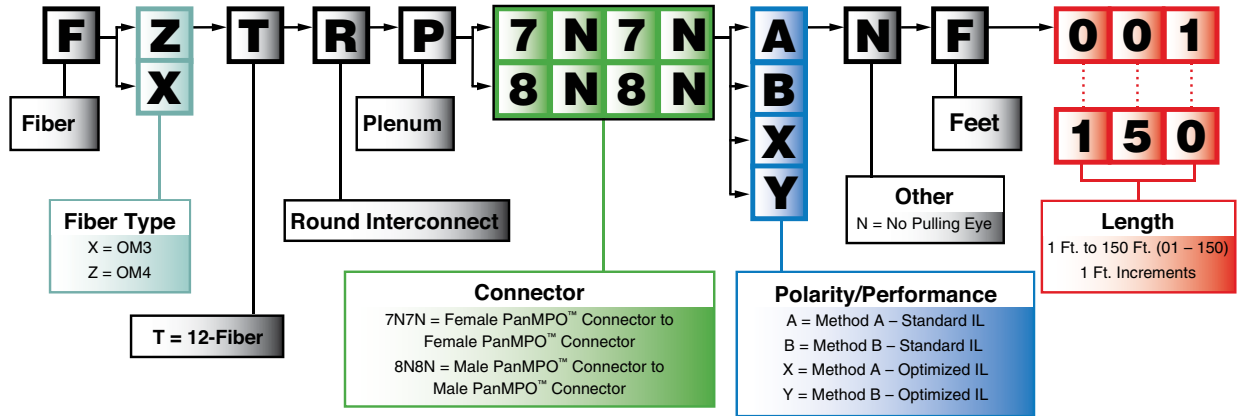 F Z T R P 7 N 7 N A N F 0 0 1
X 8 N 8 N B
X
Y
1 5 0
Fiber
Plenum
Feet
Fiber Type
X = OM3
Z = OM4
Round Interconnect
Other
N = No Pulling Eye
Length
1 Ft. to 150 Ft. (01 – 150)
1 Ft. Increments
T = 12-Fiber
Connector
7N7N = Female PanMPO™ Connector to
Female PanMPO™ Connector
8N8N = Male PanMPO™ Connector to
Male PanMPO™ Connector
Polarity/Performance
A = Method A – Standard IL
B = Method B – Standard IL
X = Method A – Optimized IL
Y = Method B – Optimized IL